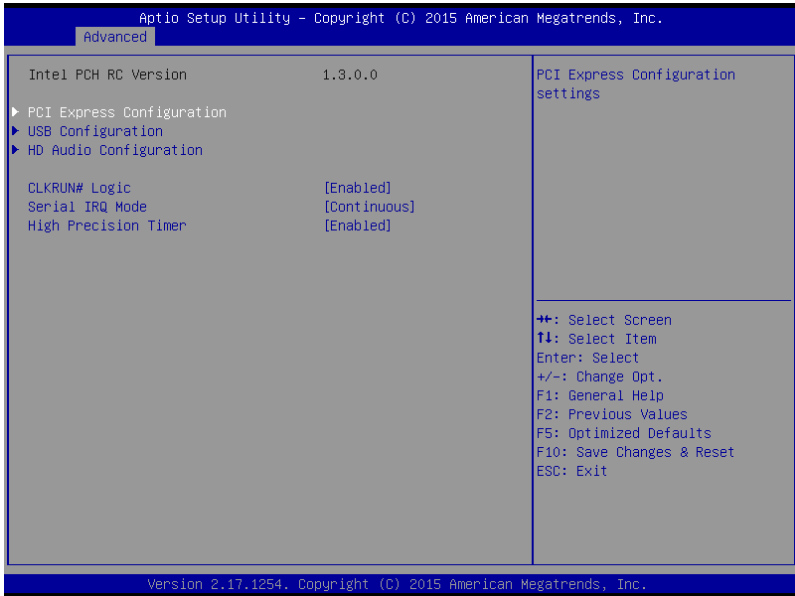 Aptio Setup Utility – Copyright (C) 2015 American Megatrends, Inc.
Advanced
Intel PCH RC Version 1.3.0.0
PCI Express Configuration
USB Configuration
HD Audio Configuration
CLKRUN# Logic [Enabled]
Serial IRQ Mode [Continuous]
High Precision Timer [Enabled]
PCI Express Configuration
settings
→←: Select Screen
↑↓: Select Item
Enter: Select
+/-: Change Opt.
F1: General Help
F2: Previous Values
F5: Optimized Defaults
F10: Save Changes & Reset
ESC: Exit
Version 2.17.1254. Copyright (C) 2015 American Megatrends, Inc.